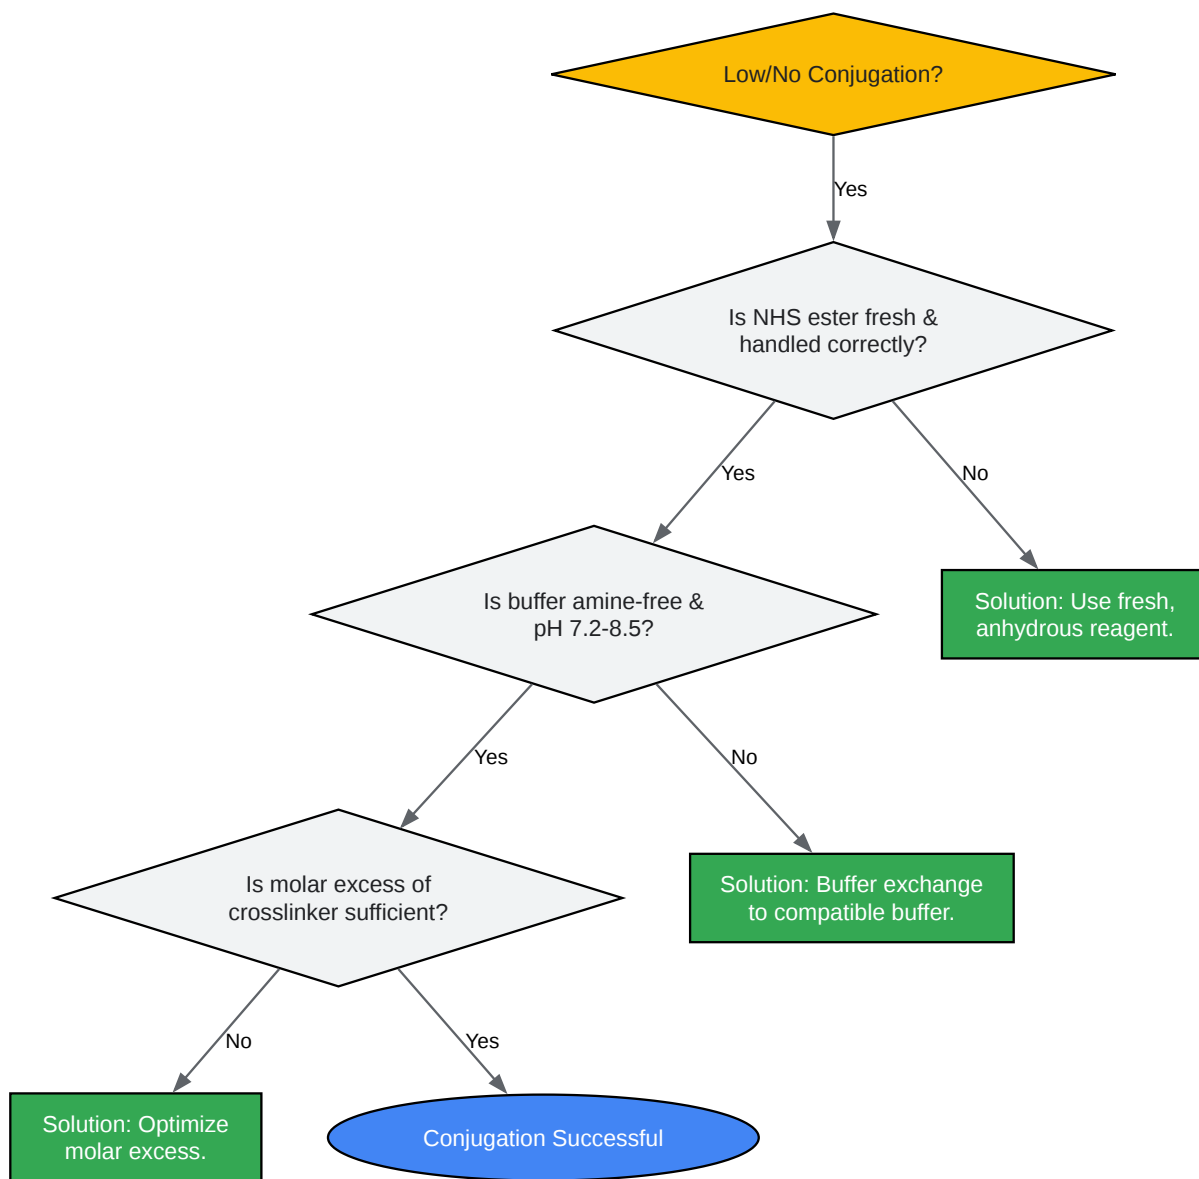 Low/No Conjugation?
Yes
Is NHS ester fresh &
handled correctly?
Yes
No
Is buffer amine-free &
pH 7.2-8.5?
Solution: Use fresh,
anhydrous reagent.
Yes
No
Is molar excess of
crosslinker sufficient?
Solution: Buffer exchange
to compatible buffer.
No
Yes
Solution: Optimize
molar excess.
Conjugation Successful